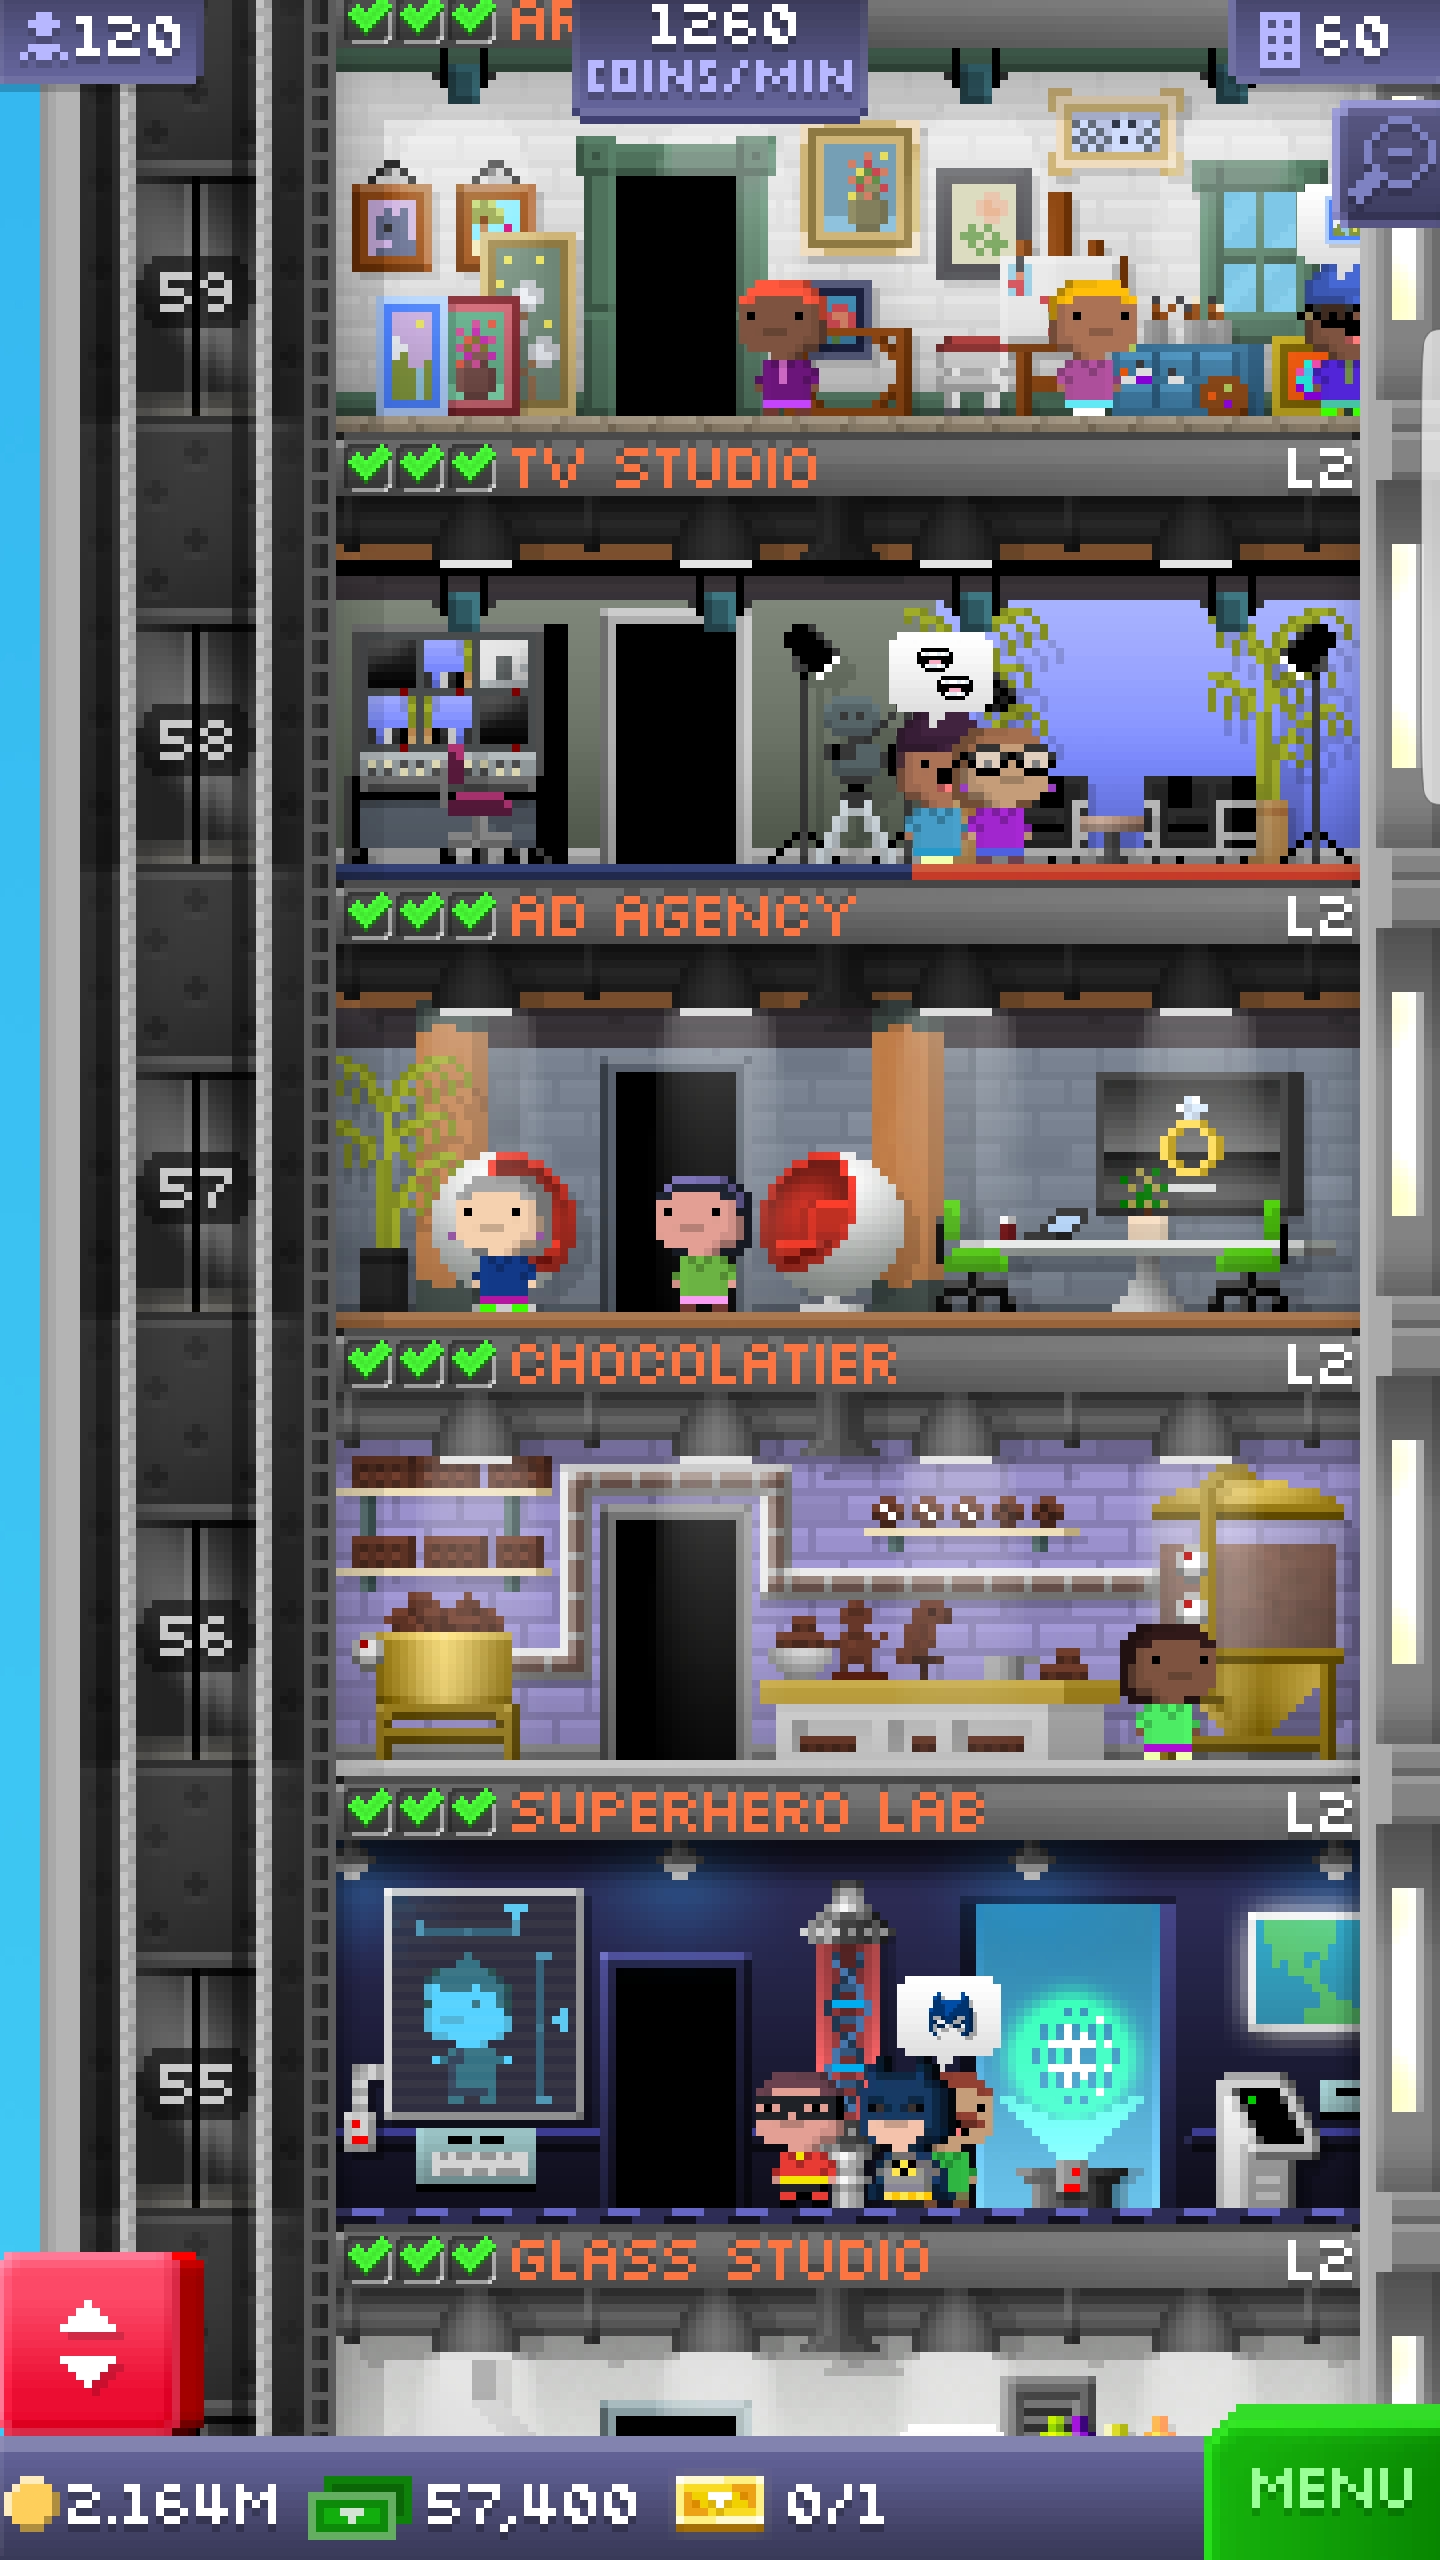 120
AR
1260
COINS/MIN
60
59
TV STUDIO L2
58
AD AGENCY L2
57
CHOCOLATIER L2
56
SUPERHERO LAB L2
55
GLASS STUDIO L2
2.164M 57,400 0/1
MENU